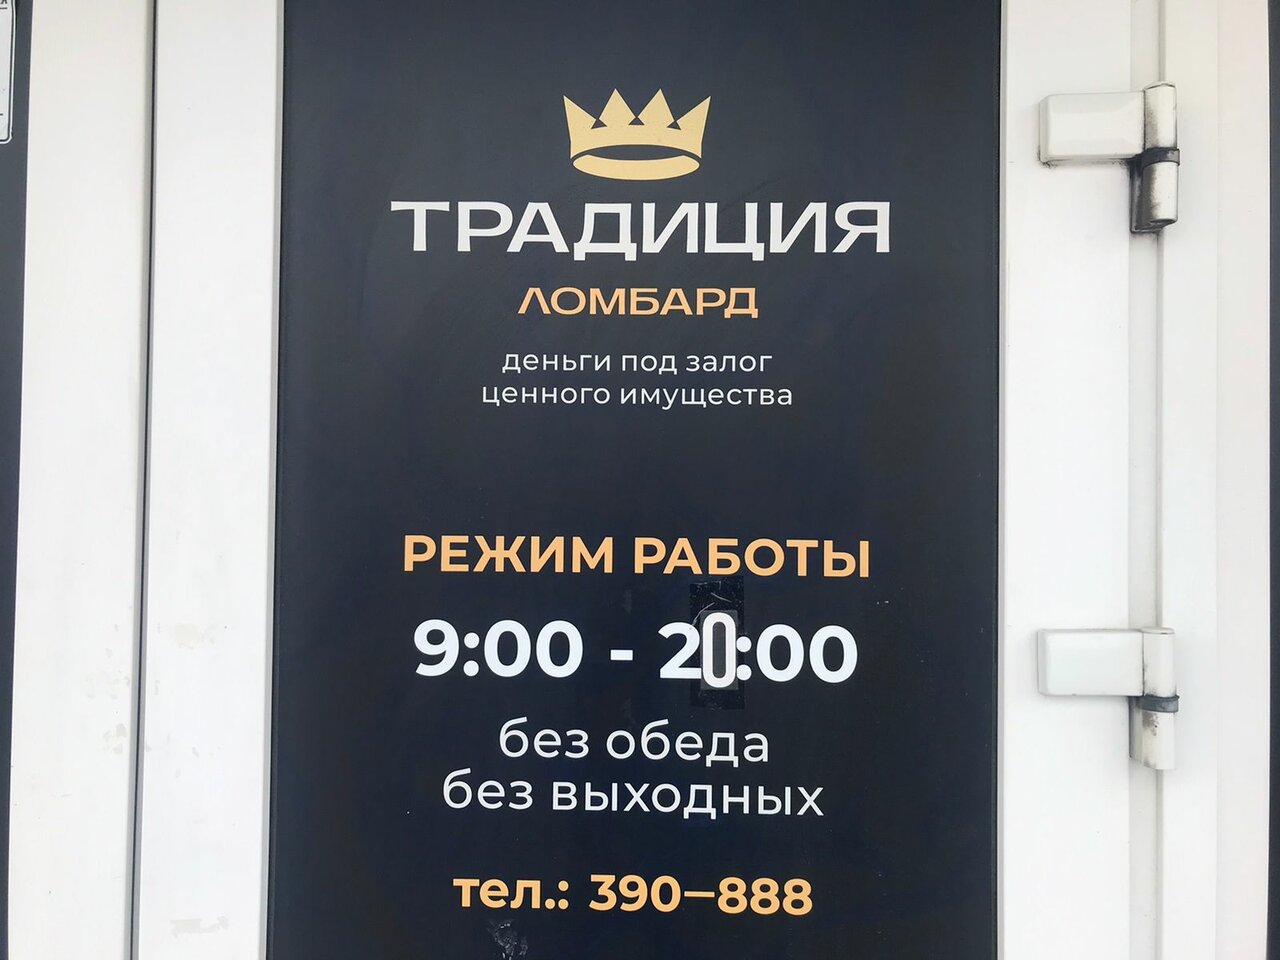 ТРАДИЦИЯ
ЛОМБАРД
деньги под залог
ценного имущества
РЕЖИМ РАБОТЫ
9:00 - 20:00
без обеда
без выходных
тел.: 390-888